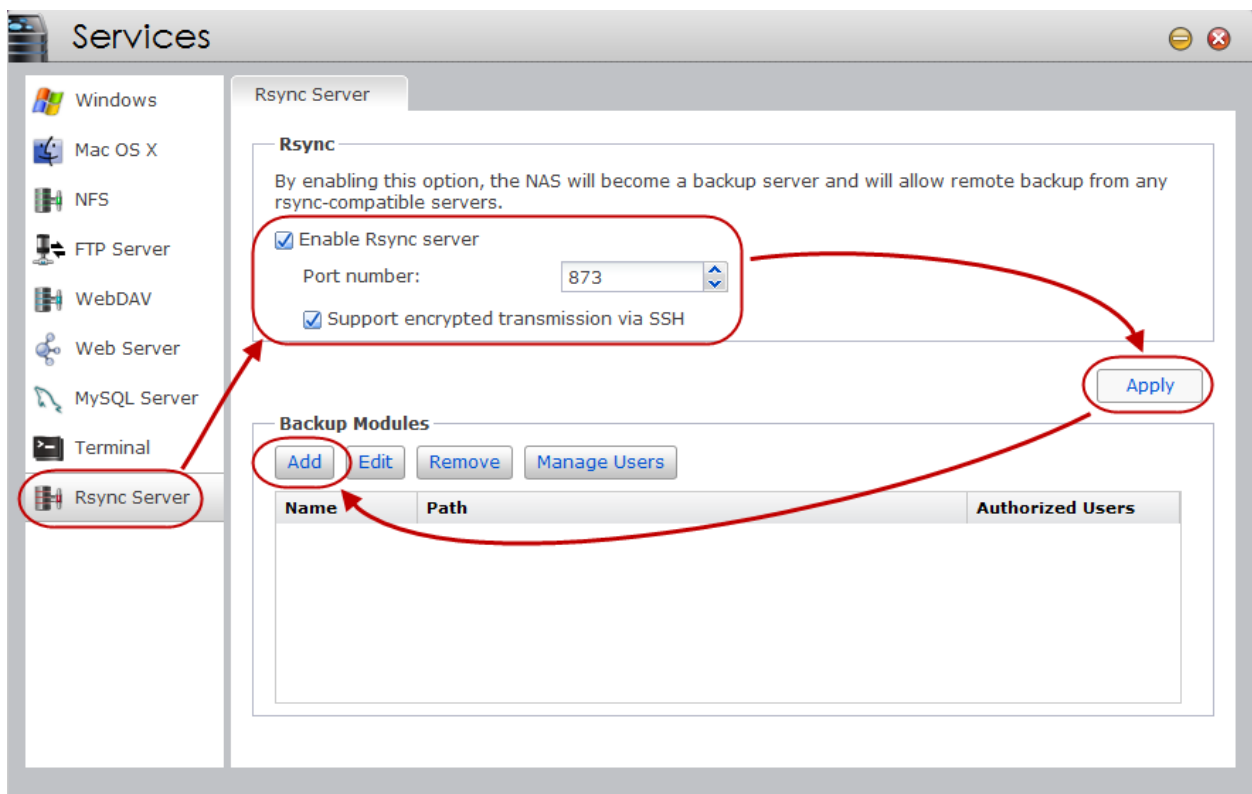 Services
Windows
Mac OS X
NFS
FTP Server
WebDAV
Web Server
MySQL Server
Terminal
Rsync Server
Rsync Server
Rsync
By enabling this option, the NAS will become a backup server and will allow remote backup from any
rsync-compatible servers.
Enable Rsync server
Port number: 873
Support encrypted transmission via SSH
Apply
Backup Modules
Add Edit Remove Manage Users
Name Path Authorized Users